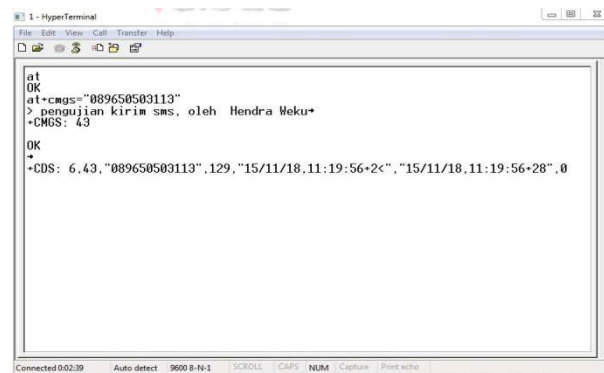 1 - HyperTerminal
File Edit View Call Transfer Help
at
OK
at+cmgs="089650503113"
> pengujian kirim sms, oleh Hendra Weku→
+CMGS: 43
OK
→
+CDS: 6,43,"089650503113",129,"15/11/18,11:19:56+2<","15/11/18,11:19:56+28",0
Connected 0:02:39 Auto detect 9600 8-N-1 SCROLL CAPS NUM Capture Print echo